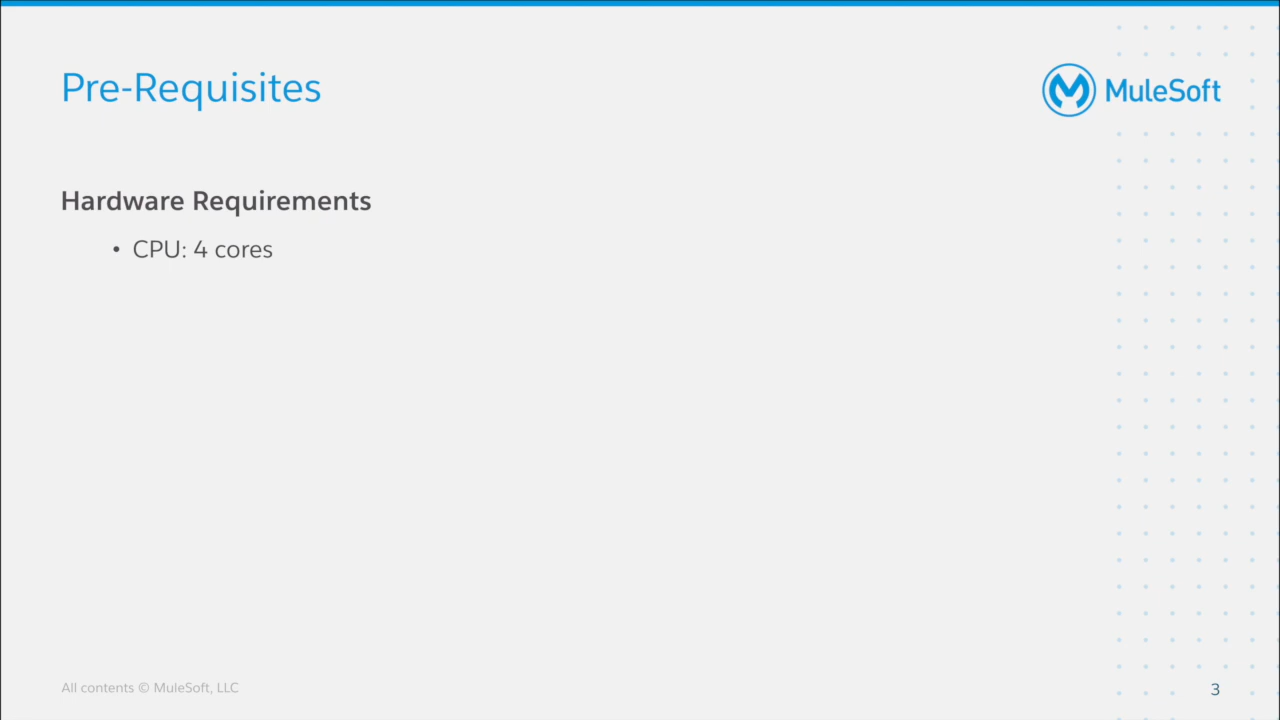 Pre-Requisites
MuleSoft
Hardware Requirements
• CPU: 4 cores
All contents © MuleSoft, LLC
3